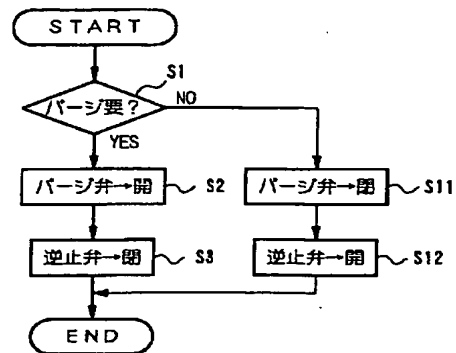 START
S1
パージ要?
NO
YES
パージ弁→開
S2
パージ弁→閉
S11
逆止弁→閉
S3
逆止弁→開
S12
END